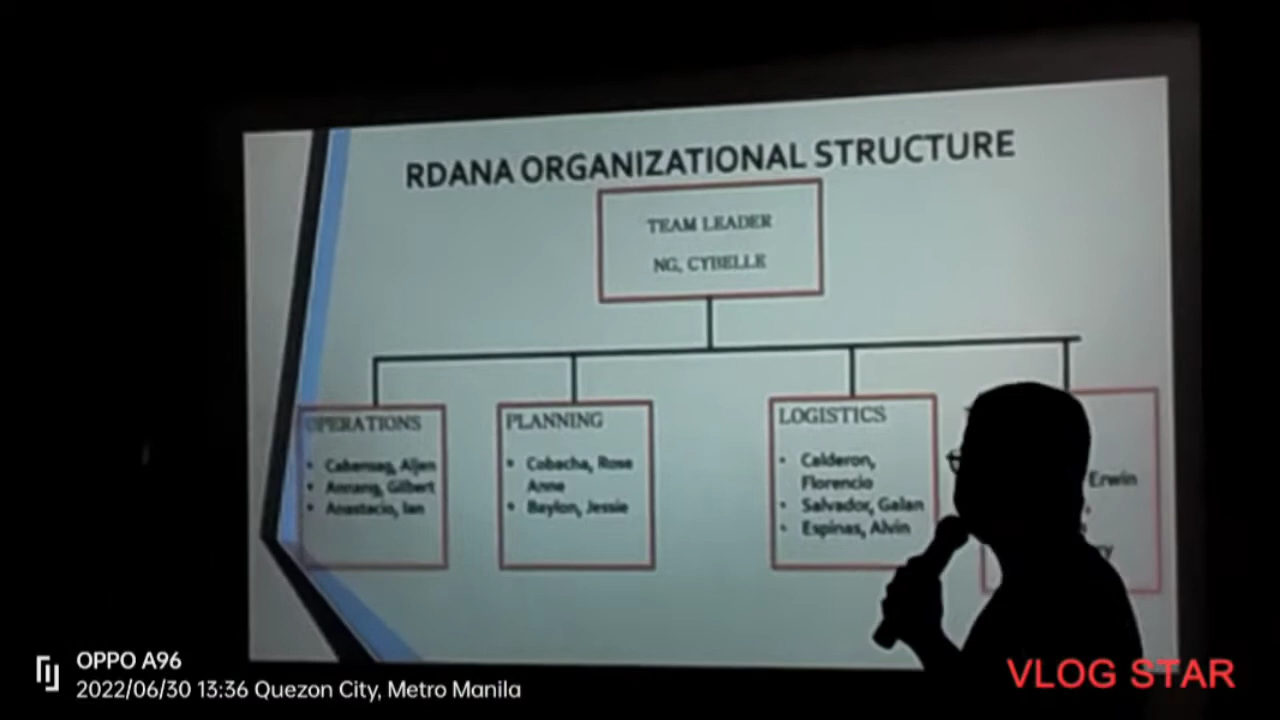 RDANA ORGANIZATIONAL STRUCTURE
TEAM LEADER
NG, CYBELLE
OPERATIONS
• Cabansag, Aljen
• Annang, Gilbert
• Anastacio, Ian
PLANNING
• Cobacha, Rose
Anne
• Baylon, Jessie
LOGISTICS
• Calderon,
Florencio
• Salvador, Galan
• Espinas, Alvin
Erwin
OPPO A96
2022/06/30 13:36 Quezon City, Metro Manila
VLOG STAR